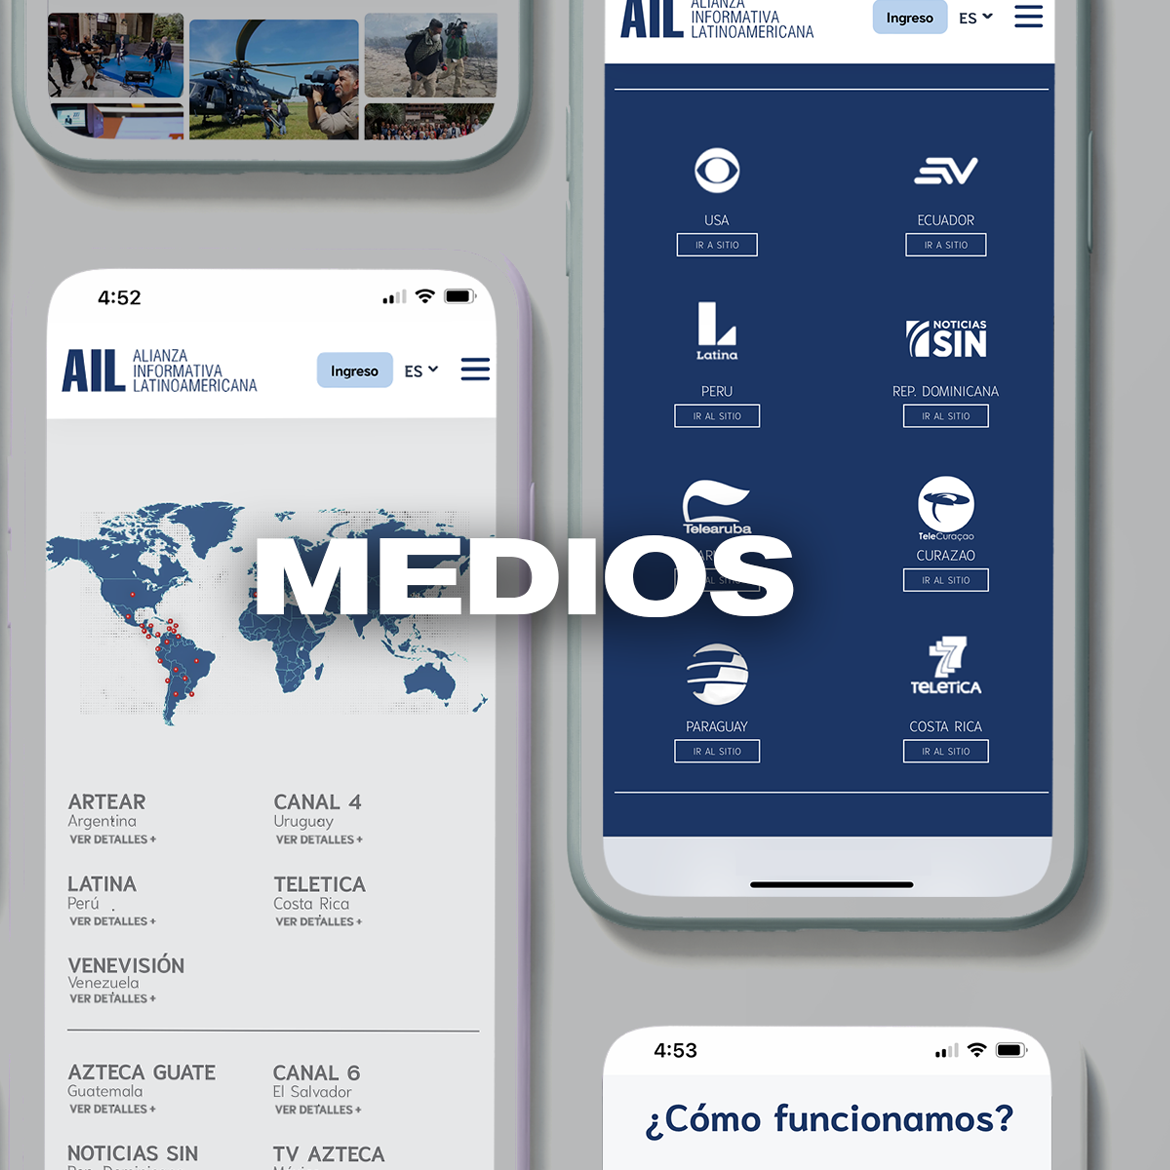 4:52
AIL
ALIANZA
INFORMATIVA
LATINOAMERICANA
Ingreso
ES
ARTEAR
Argentina
VER DETALLES +
CANAL 4
Uruguay
VER DETALLES +
LATINA
Perú
VER DETALLES +
TELETICA
Costa Rica
VER DETALLES +
VENEVISIÓN
Venezuela
VER DETALLES +
AZTECA GUATE
Guatemala
VER DETALLES +
CANAL 6
El Salvador
VER DETALLES +
NOTICIAS SIN
TV AZTECA
MEDIOS
AIL
ALIANZA
INFORMATIVA
LATINOAMERICANA
Ingreso
ES
USA
IR A SITIO
ECUADOR
IR A SITIO
Latina
PERU
IR AL SITIO
NOTICIAS
SIN
REP. DOMINICANA
IR AL SITIO
Telearuba
TeleCuraçao
CURAZAO
IR AL SITIO
PARAGUAY
IR AL SITIO
7
TELETICA
COSTA RICA
IR AL SITIO
4:53
¿Cómo funcionamos?